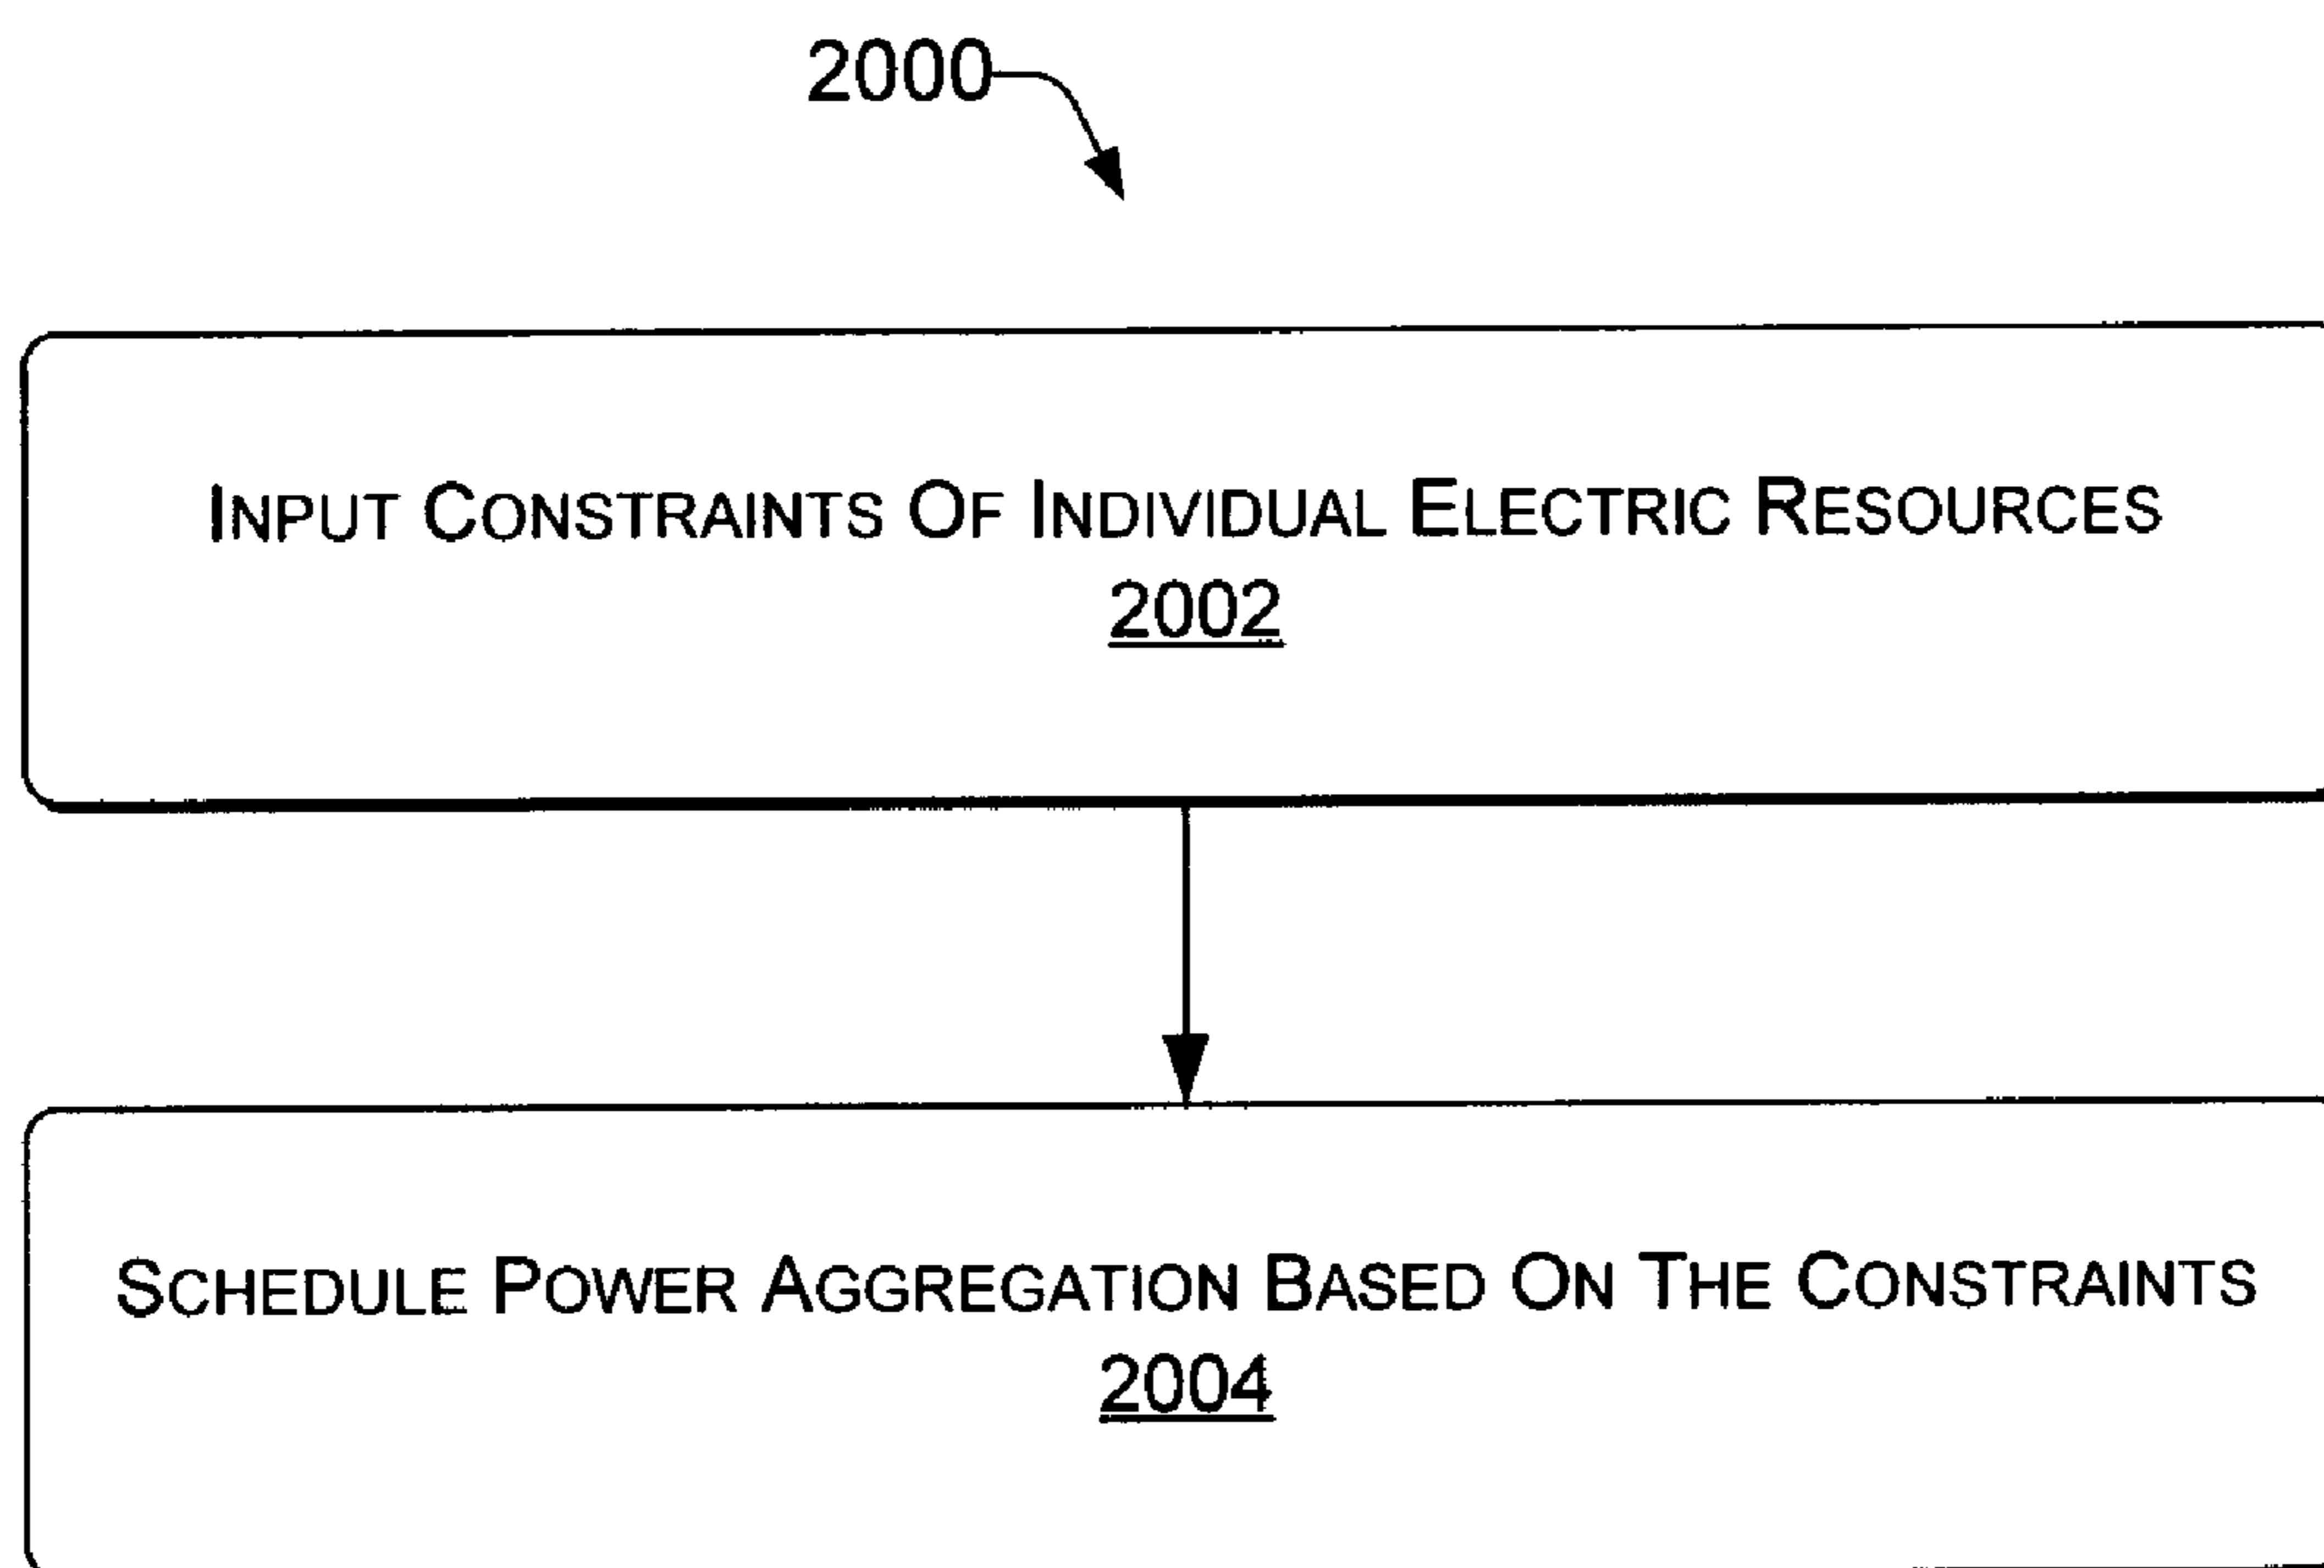 2000
INPUT CONSTRAINTS OF INDIVIDUAL ELECTRIC RESOURCES
2002
SCHEDULE POWER AGGREGATION BASED ON THE CONSTRAINTS
2004